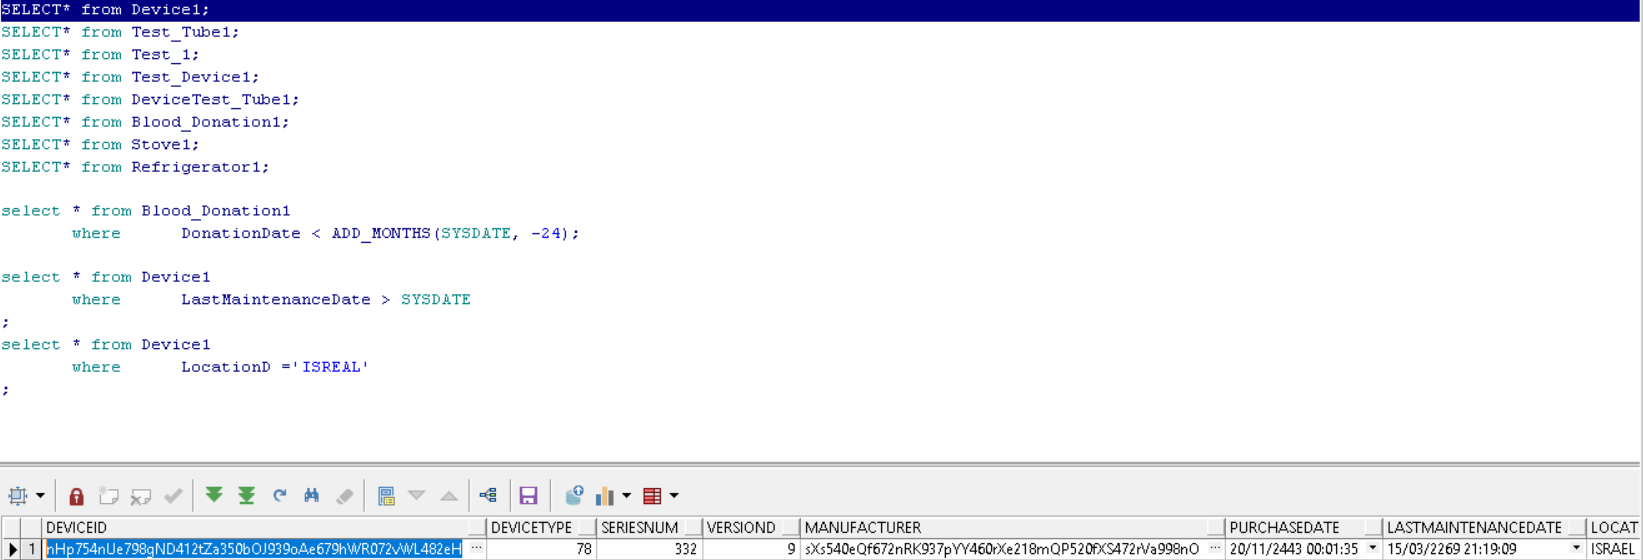 SELECT* from Device1;
SELECT* from Test_Tube1;
SELECT* from Test_1;
SELECT* from Test_Device1;
SELECT* from DeviceTest_Tube1;
SELECT* from Blood_Donation1;
SELECT* from Stove1;
SELECT* from Refrigerator1;
select * from Blood_Donation1
where DonationDate < ADD_MONTHS(SYSDATE, -24);
select * from Device1
where LastMaintenanceDate > SYSDATE
;
select * from Device1
where LocationD ='ISREAL'
;
DEVICEID DEVICETYPE SERIESNUM VERSIOND MANUFACTURER PURCHASEDATE LASTMAINTENANCEDATE LOCAT
1 nHp754nUe798gND412tZa350bOJ939oAe679hWR072vWL482eH ... 78 332 9 sXs540eQf672nRK937pYY460rXe218mQP520fXS472rVa998nO ... 20/11/2443 00:01:35 15/03/2269 21:19:09 ISRAEL